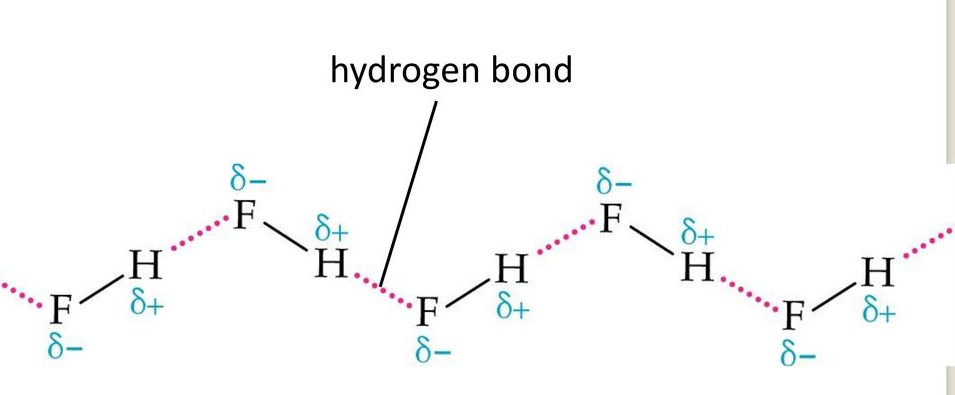 hydrogen bond
δ− δ−
F F
δ+ δ+
H H H H
F δ+ F δ+ F δ+
δ− δ− δ−